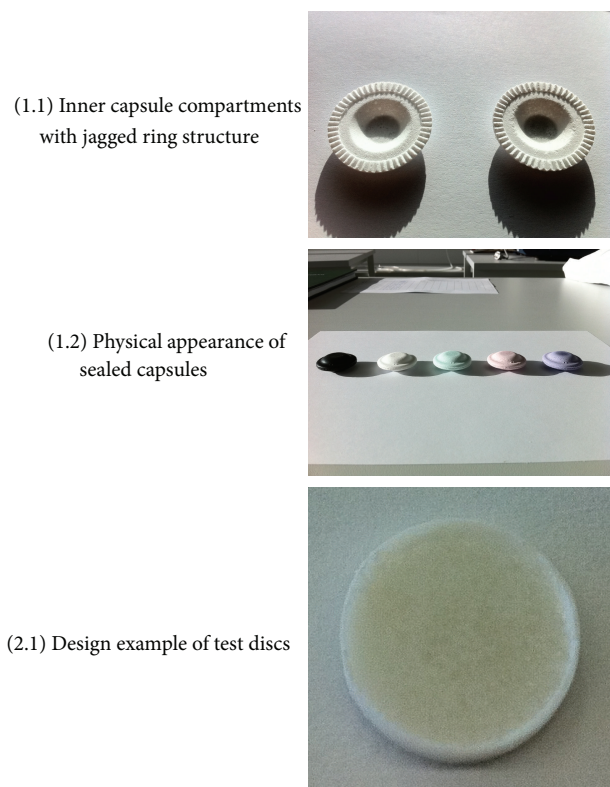 (1.1) Inner capsule compartments
with jagged ring structure
(1.2) Physical appearance of
sealed capsules
(2.1) Design example of test discs